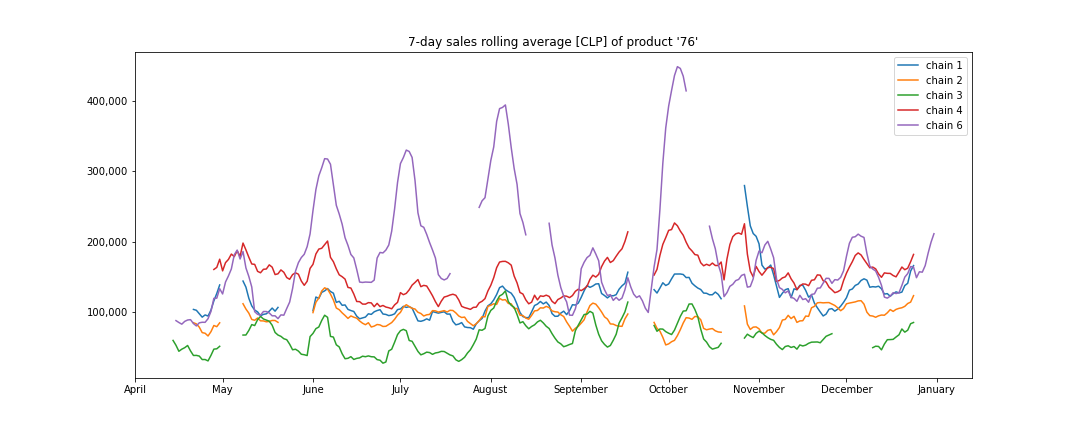 7-day sales rolling average [CLP] of product '76'
chain 1
chain 2
chain 3
chain 4
chain 6
400,000
300,000
200,000
100,000
April May June July August September October November December January